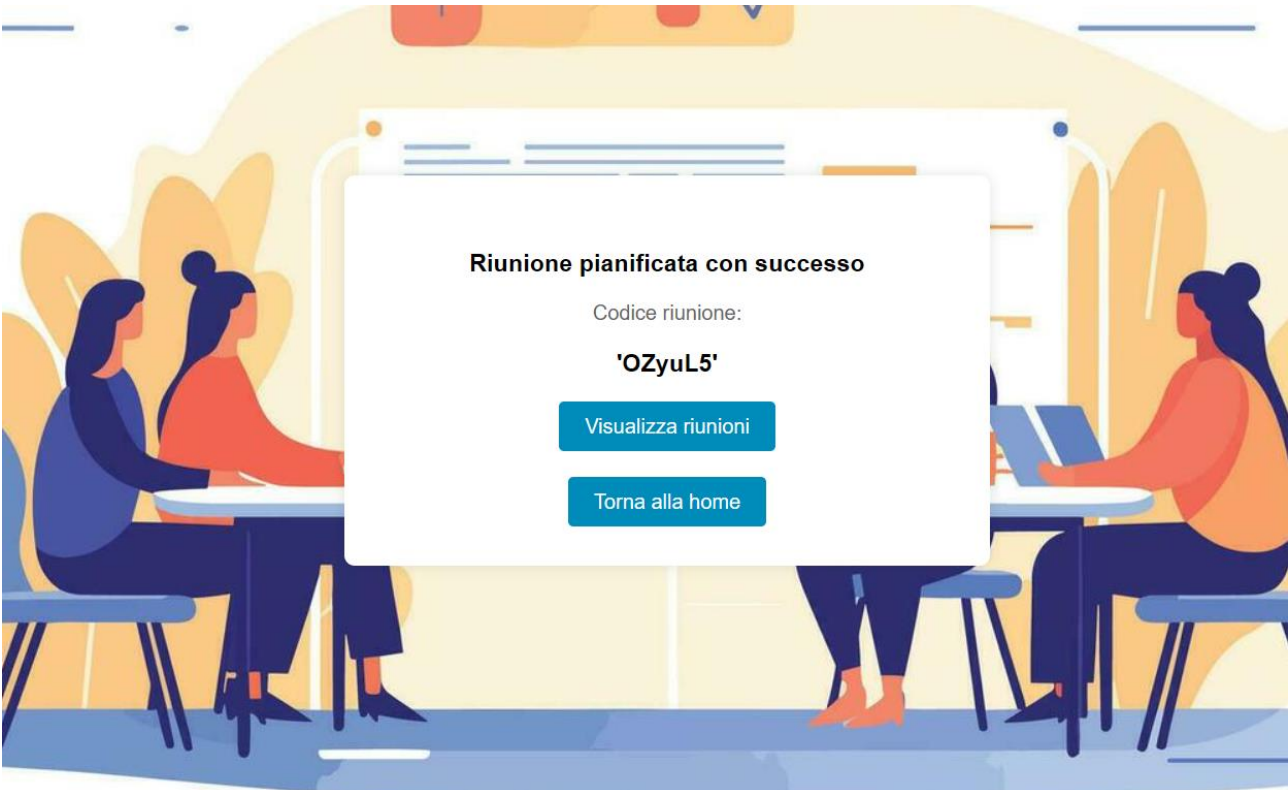 Riunione pianificata con successo
Codice riunione:
'OZyuL5'
Visualizza riunioni
Torna alla home